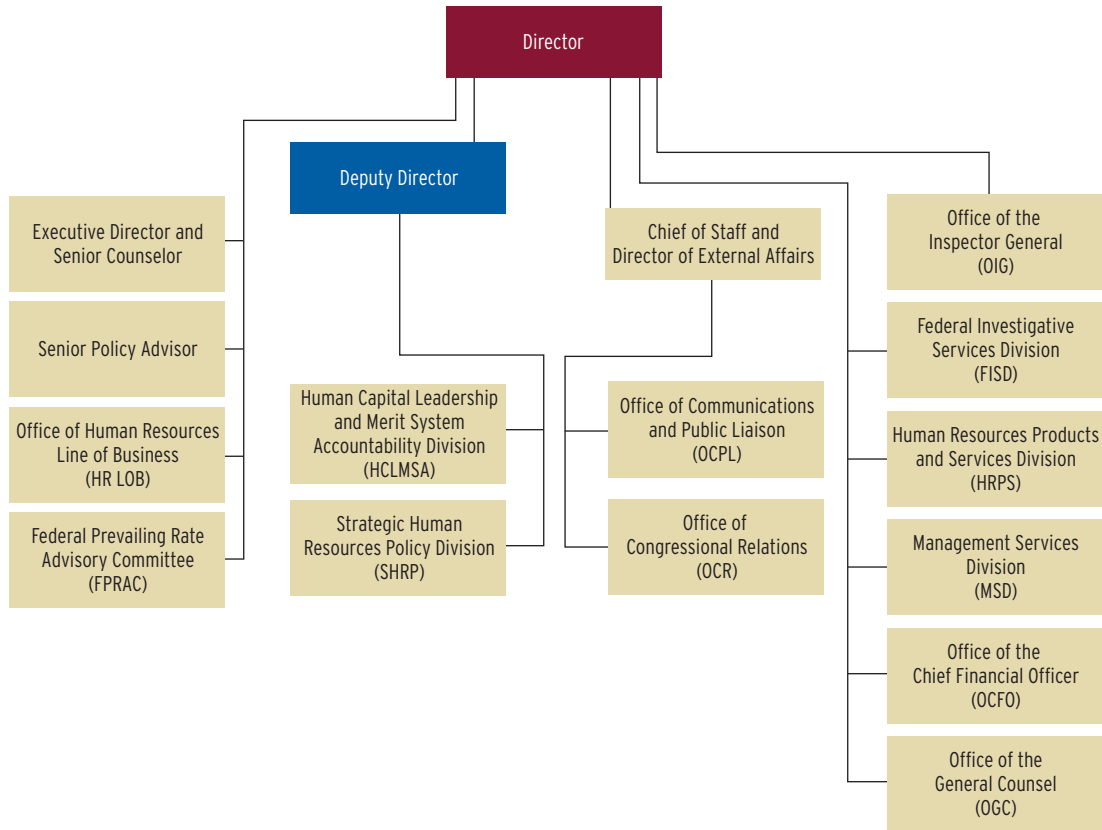 Director
Deputy Director
Executive Director and
Senior Counselor
Senior Policy Advisor
Office of Human Resources
Line of Business
(HR LOB)
Federal Prevailing Rate
Advisory Committee
(FPRAC)
Human Capital Leadership
and Merit System
Accountability Division
(HCLMSA)
Strategic Human
Resources Policy Division
(SHRP)
Chief of Staff and
Director of External Affairs
Office of Communications
and Public Liaison
(OCPL)
Office of
Congressional Relations
(OCR)
Office of the
Inspector General
(OIG)
Federal Investigative
Services Division
(FISD)
Human Resources Products
and Services Division
(HRPS)
Management Services
Division
(MSD)
Office of the
Chief Financial Officer
(OCFO)
Office of the
General Counsel
(OGC)